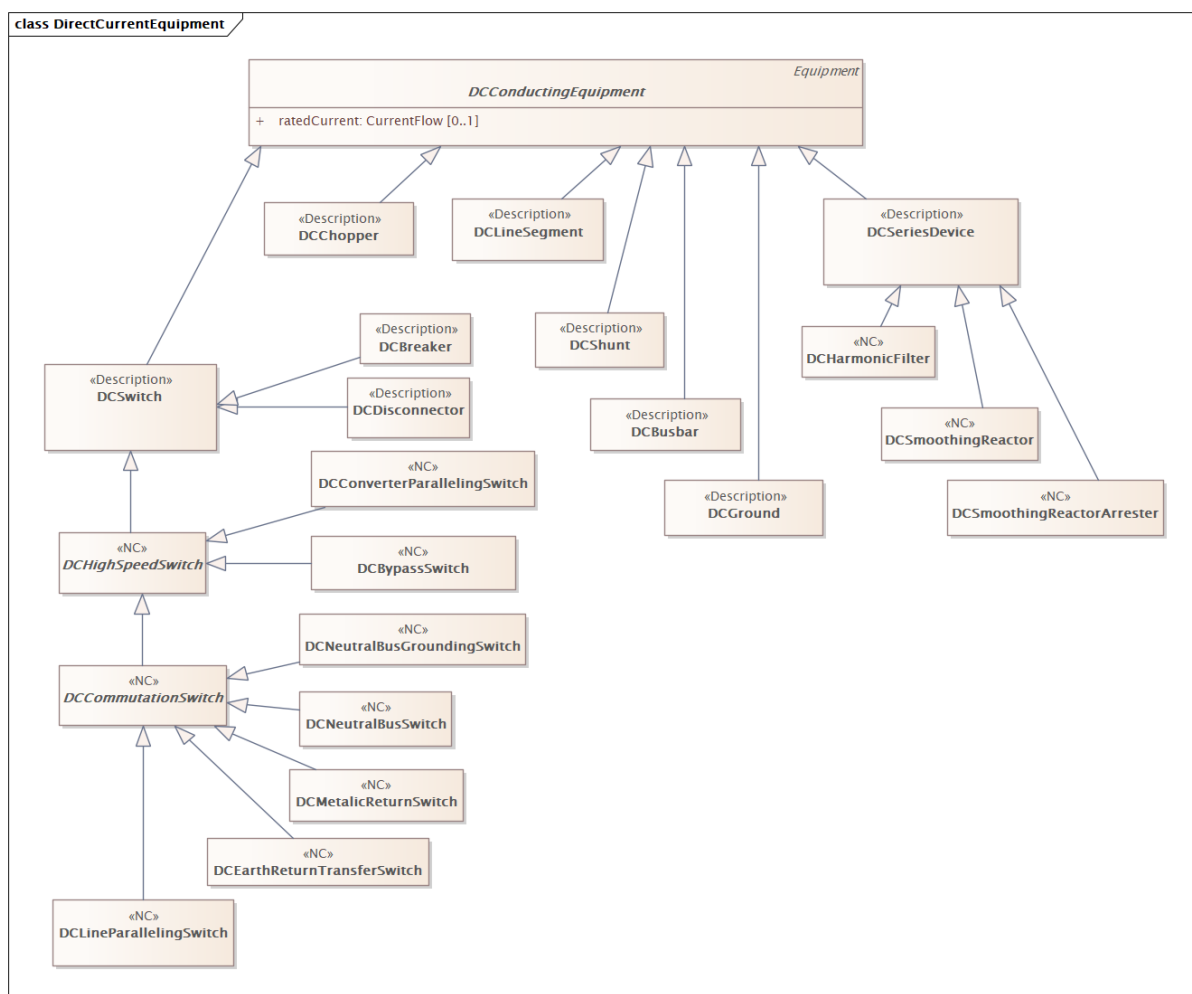 class DirectCurrentEquipment
Equipment
DCConductingEquipment
+ ratedCurrent: CurrentFlow [0..1]
«Description»
DCChopper
«Description»
DCLineSegment
«Description»
DCSeriesDevice
«Description»
DCBreaker
«Description»
DCShunt
«NC»
DCHarmonicFilter
«Description»
DCSwitch
«Description»
DCDisconnector
«Description»
DCBusbar
«NC»
DCSmoothingReactor
«NC»
DCConverterParallelingSwitch
«Description»
DCGround
«NC»
DCSmoothingReactorArrester
«NC»
DCHighSpeedSwitch
«NC»
DCBypassSwitch
«NC»
DCNeutralBusGroundingSwitch
«NC»
DCCommutationSwitch
«NC»
DCNeutralBusSwitch
«NC»
DCMetalicReturnSwitch
«NC»
DCEarthReturnTransferSwitch
«NC»
DCLineParallelingSwitch